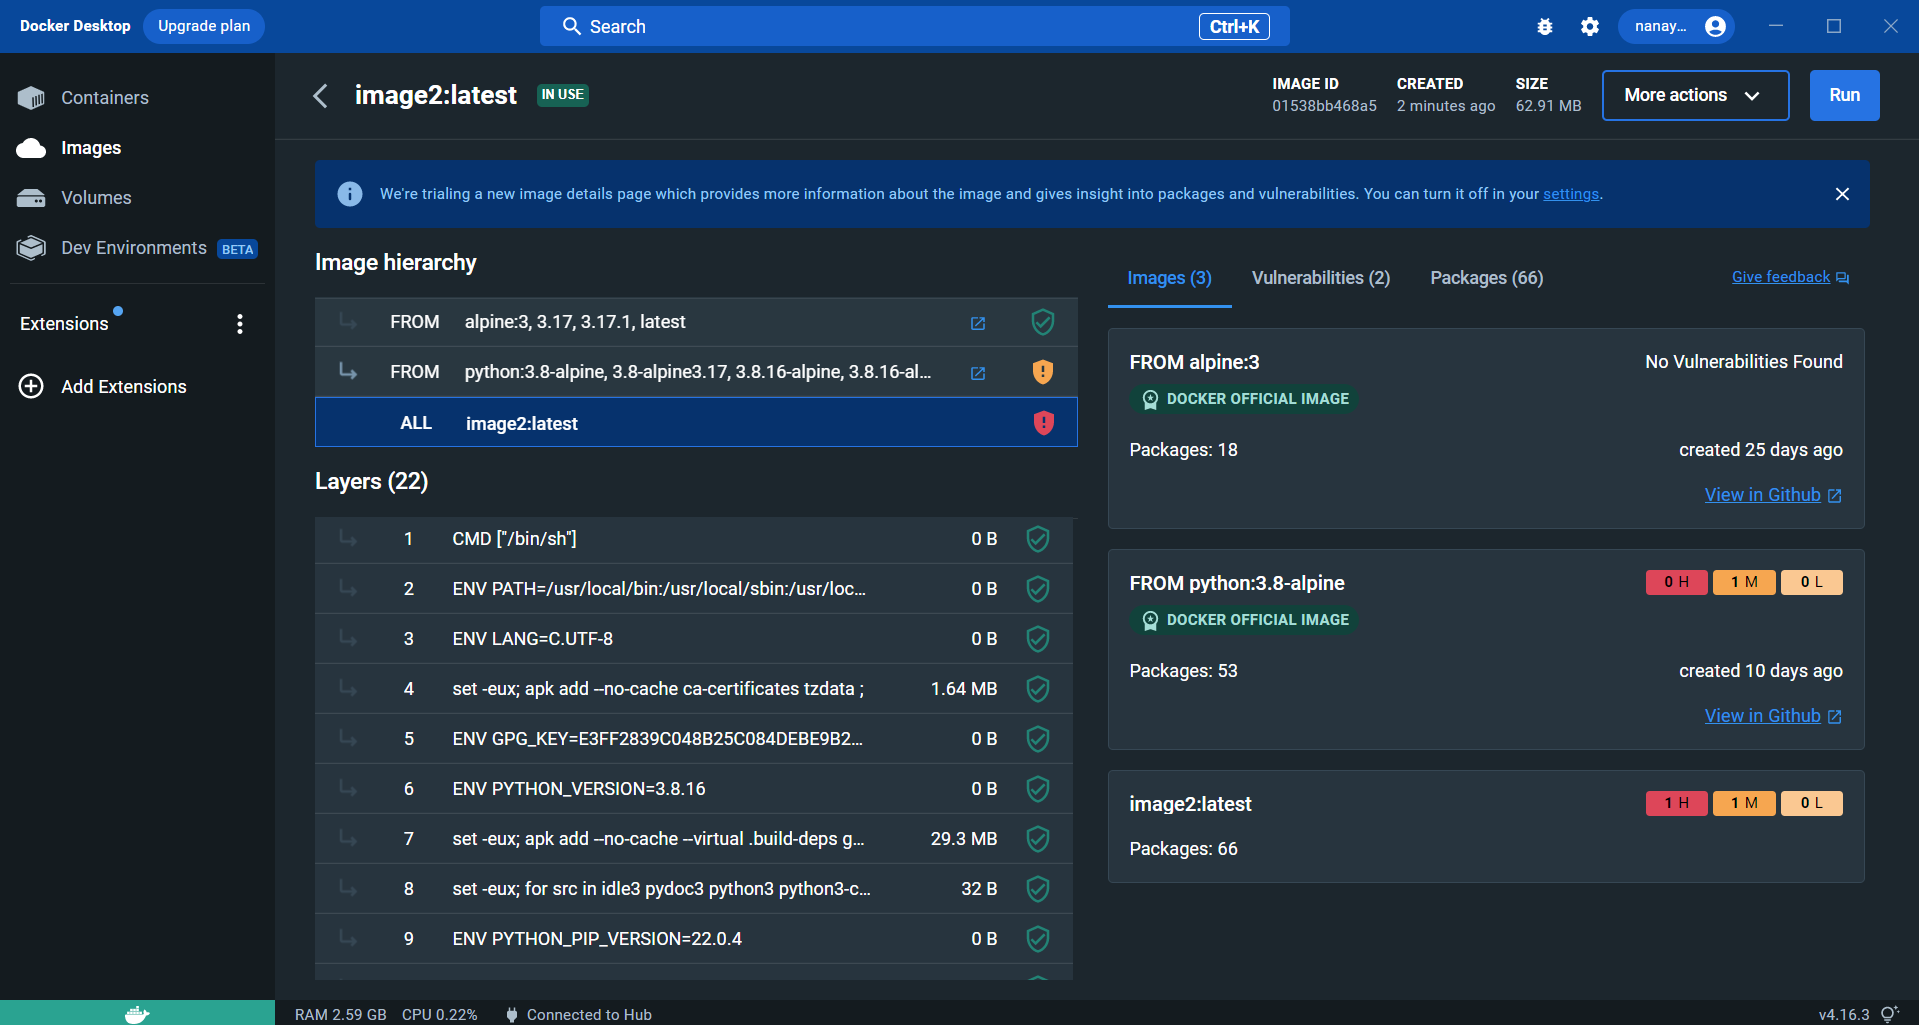 Docker Desktop
Upgrade plan
Search
Ctrl+K
nanay...
Containers
Images
Volumes
Dev Environments BETA
Extensions
Add Extensions
image2:latest
IN USE
IMAGE ID
01538bb468a5
CREATED
2 minutes ago
SIZE
62.91 MB
More actions
Run
We're trialing a new image details page which provides more information about the image and gives insight into packages and vulnerabilities. You can turn it off in your settings.
Image hierarchy
FROM alpine:3, 3.17, 3.17.1, latest
FROM python:3.8-alpine, 3.8-alpine3.17, 3.8.16-alpine, 3.8.16-al...
ALL image2:latest
Layers (22)
1 CMD ["/bin/sh"] 0 B
2 ENV PATH=/usr/local/bin:/usr/local/sbin:/usr/loc... 0 B
3 ENV LANG=C.UTF-8 0 B
4 set -eux; apk add --no-cache ca-certificates tzdata ; 1.64 MB
5 ENV GPG_KEY=E3FF2839C048B25C084DEBE9B2... 0 B
6 ENV PYTHON_VERSION=3.8.16 0 B
7 set -eux; apk add --no-cache --virtual .build-deps g... 29.3 MB
8 set -eux; for src in idle3 pydoc3 python3 python3-c... 32 B
9 ENV PYTHON_PIP_VERSION=22.0.4 0 B
Images (3)
Vulnerabilities (2)
Packages (66)
Give feedback
FROM alpine:3
No Vulnerabilities Found
DOCKER OFFICIAL IMAGE
Packages: 18
created 25 days ago
View in Github
FROM python:3.8-alpine
0 H 1 M 0 L
DOCKER OFFICIAL IMAGE
Packages: 53
created 10 days ago
View in Github
image2:latest
1 H 1 M 0 L
Packages: 66
RAM 2.59 GB CPU 0.22% Connected to Hub
v4.16.3